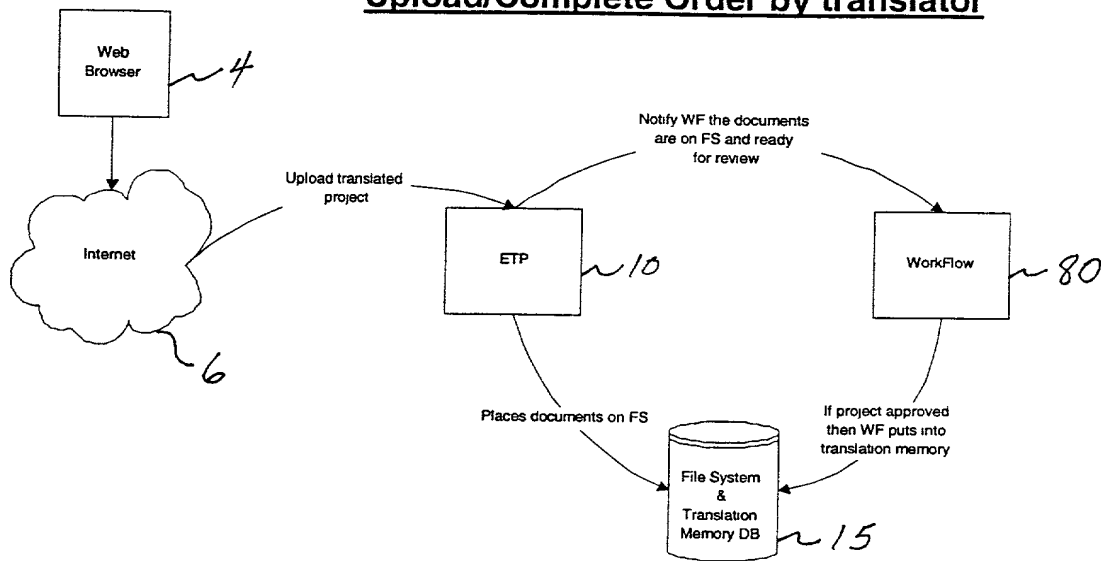 Upload/Complete Order by translator
Web
Browser
4
Notify WF the documents
are on FS and ready
for review
Upload translated
project
Internet
ETP
10
WorkFlow
80
6
Places documents on FS
If project approved
then WF puts into
translation memory
File System
&
Translation
Memory DB
15